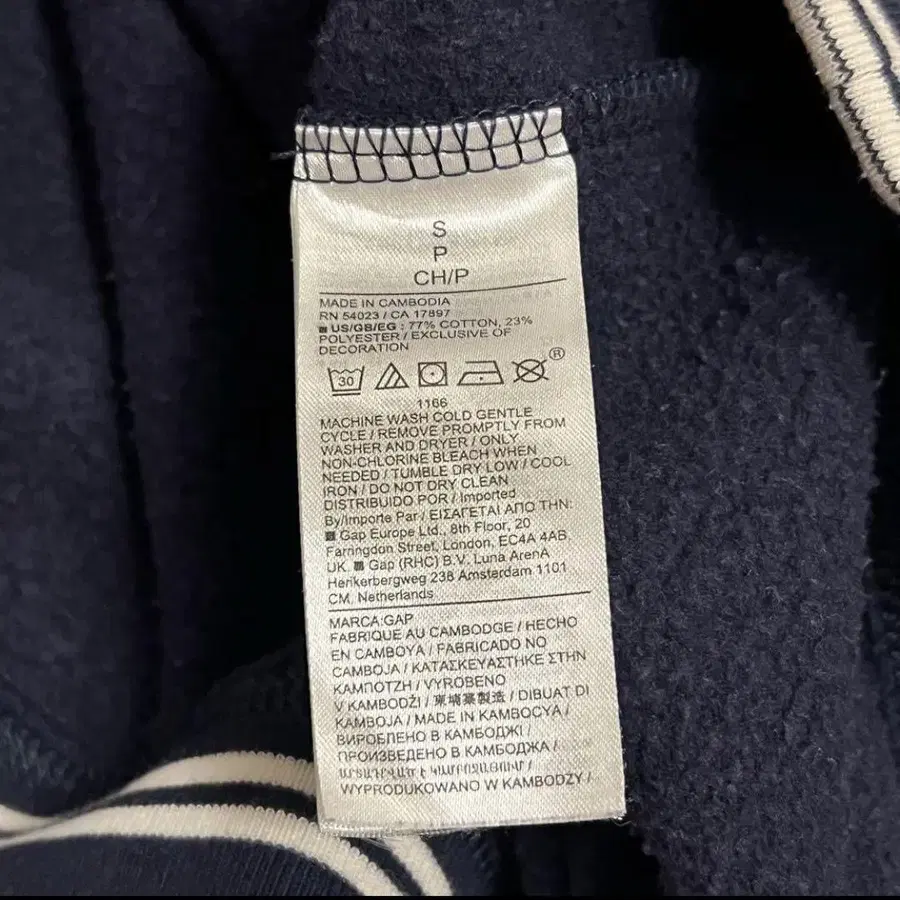 S
P
CH/P
MADE IN CAMBODIA
RN 54023 / CA 17897
US/GB/EG : 77% COTTON, 23%
POLYESTER / EXCLUSIVE OF
DECORATION
30
®
1166
MACHINE WASH COLD GENTLE
CYCLE / REMOVE PROMPTLY FROM
WASHER AND DRYER / ONLY
NON-CHLORINE BLEACH WHEN
NEEDED / TUMBLE DRY LOW / COOL
IRON / DO NOT DRY CLEAN
DISTRIBUIDO POR / Imported
By/Importe Par / ΕΙΣΑΓΕΤΑΙ ΑΠΟ ΤΗΝ:
Gap Europe Ltd., 8th Floor, 20
Farringdon Street, London, EC4A 4AB,
UK. Gap (RHC) B.V. Luna ArenA
Herikerbergweg 238 Amsterdam 1101
CM, Netherlands
MARCA:GAP
FABRIQUE AU CAMBODGE / HECHO
EN CAMBOYA / FABRICADO NO
CAMBOJA / ΚΑΤΑΣΚΕΥΑΣΤΗΚΕ ΣΤΗΝ
ΚΑΜΠΟΤΖΗ / VYROBENO
V KAMBODŽI / 柬埔寨製造 / DIBUAT DI
KAMBOJA / MADE IN KAMBOCYA /
ВИРОБЛЕНО В КАМБОДЖІ /
ПРОИЗВЕДЕНО В КАМБОДЖА /
WYPRODUKOWANO W KAMBODZY /